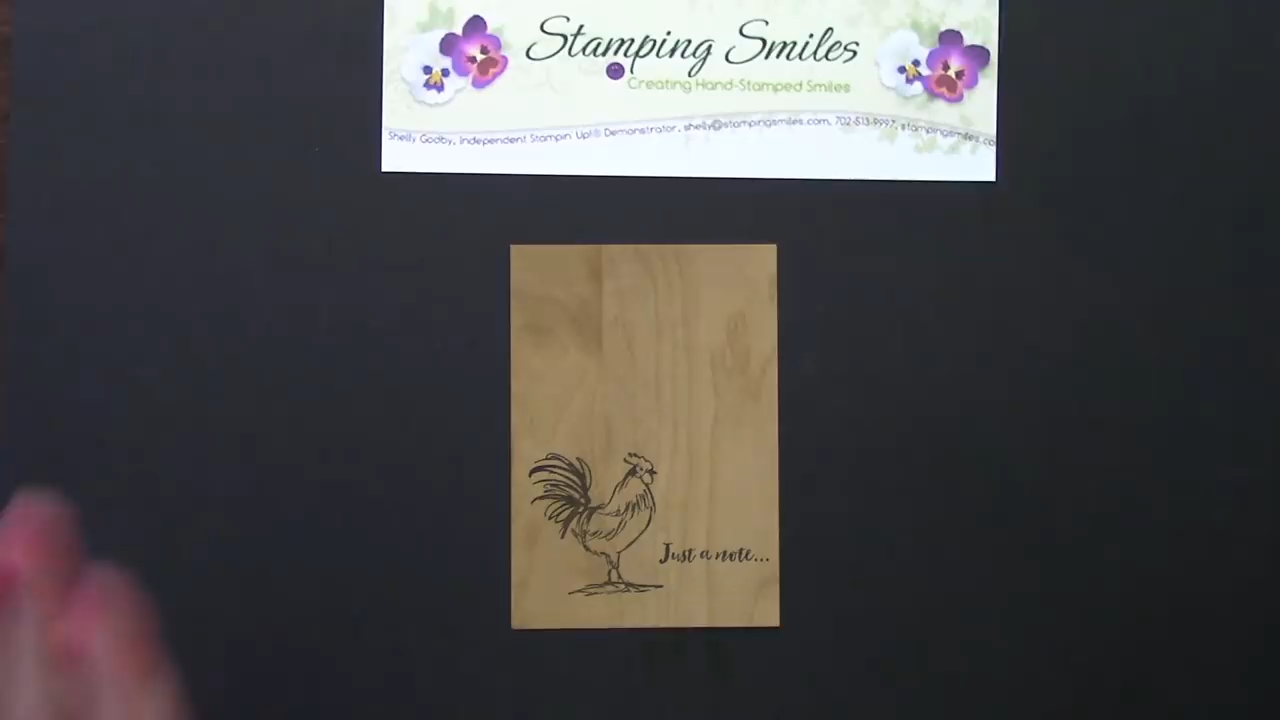 Stamping Smiles
Creating Hand-Stamped Smiles
Shelly Godby, Independent Stampin' Up!® Demonstrator, shelly@stampingsmiles.com, 702-513-9997, stampingsmiles.co
Just a note...